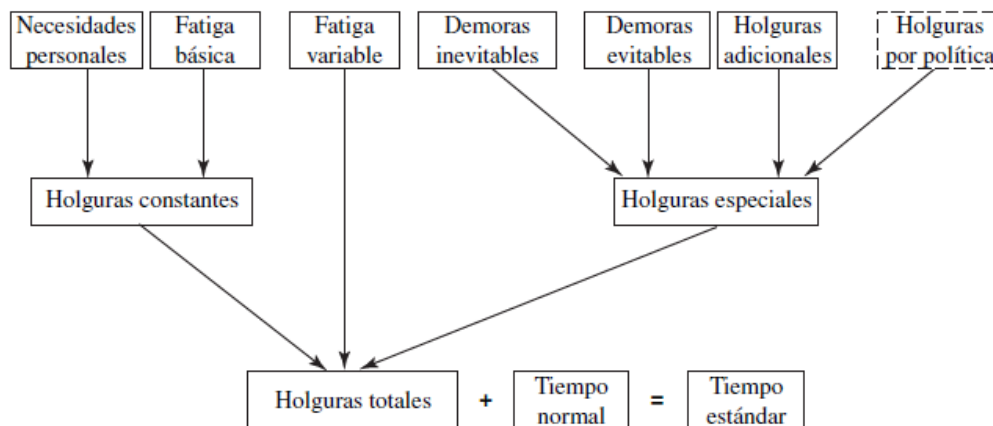 Necesidades
personales
Fatiga
básica
Fatiga
variable
Demoras
inevitables
Demoras
evitables
Holguras
adicionales
Holguras
por política
Holguras constantes
Holguras especiales
Holguras totales
+
Tiempo
normal
=
Tiempo
estándar